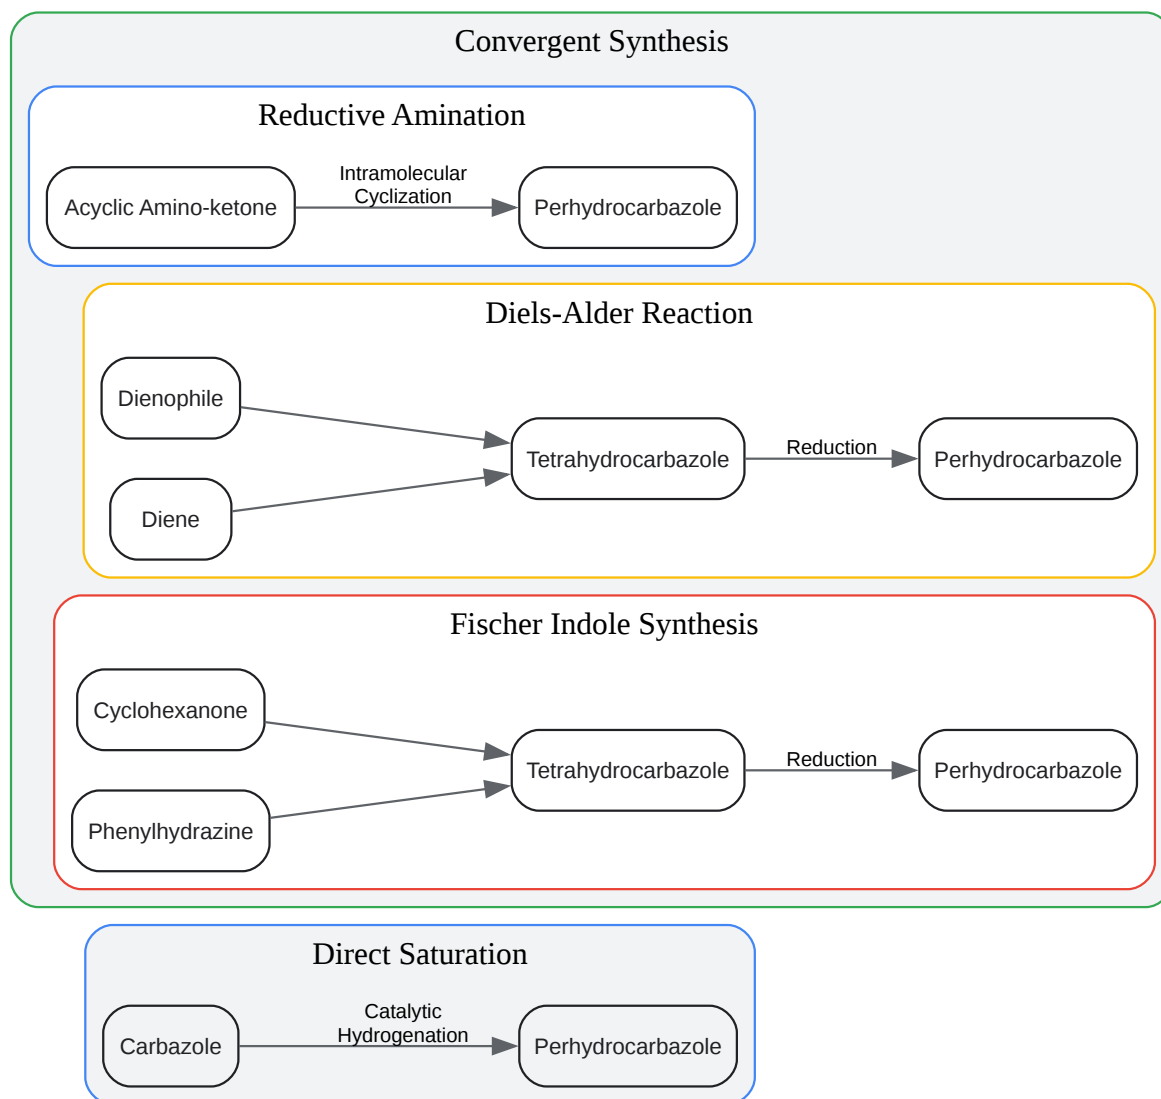 Convergent Synthesis
Reductive Amination
Acyclic Amino-ketone
Intramolecular
Cyclization
Perhydrocarbazole
Diels-Alder Reaction
Dienophile
Diene
Tetrahydrocarbazole
Reduction
Perhydrocarbazole
Fischer Indole Synthesis
Cyclohexanone
Phenylhydrazine
Tetrahydrocarbazole
Reduction
Perhydrocarbazole
Direct Saturation
Carbazole
Catalytic
Hydrogenation
Perhydrocarbazole